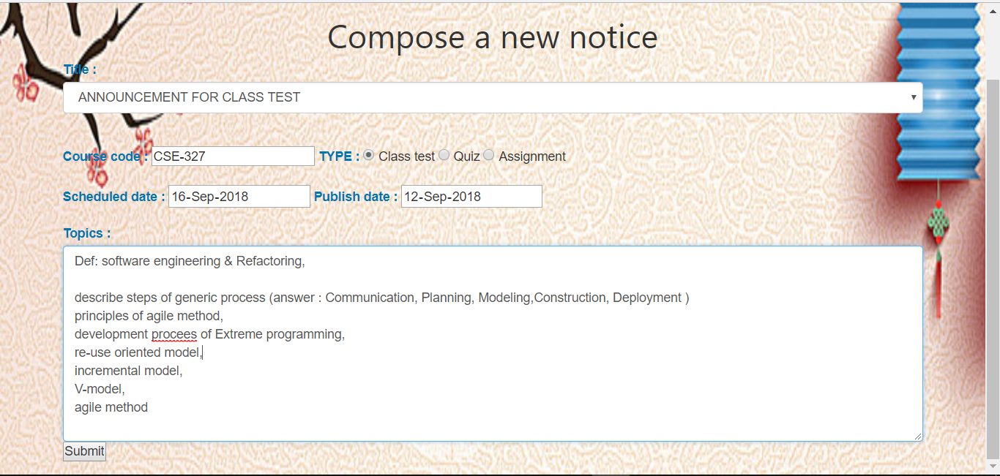 Compose a new notice
Title :
ANNOUNCEMENT FOR CLASS TEST
Course code : CSE-327 TYPE : Class test Quiz Assignment
Scheduled date : 16-Sep-2018 Publish date : 12-Sep-2018
Topics :
Def: software engineering & Refactoring,
describe steps of generic process (answer : Communication, Planning, Modeling,Construction, Deployment )
principles of agile method,
development procees of Extreme programming,
re-use oriented model,
incremental model,
V-model,
agile method
Submit